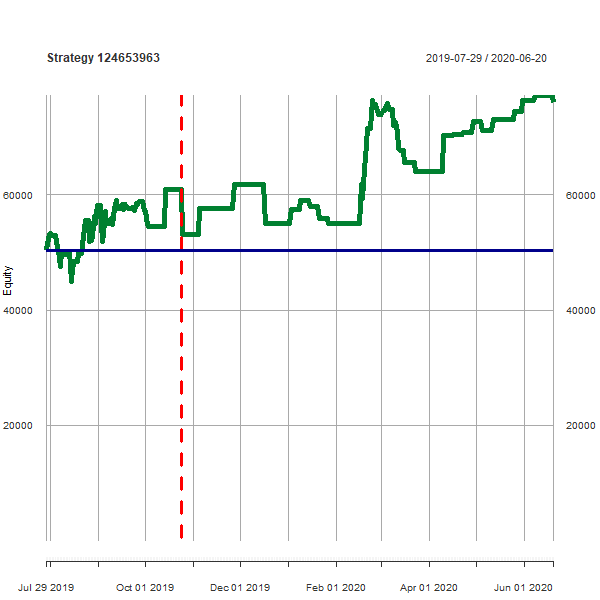 Strategy 124653963
2019-07-29 / 2020-06-20
60000
60000
Equity
40000
40000
20000
20000
Jul 29 2019
Oct 01 2019
Dec 01 2019
Feb 01 2020
Apr 01 2020
Jun 01 2020